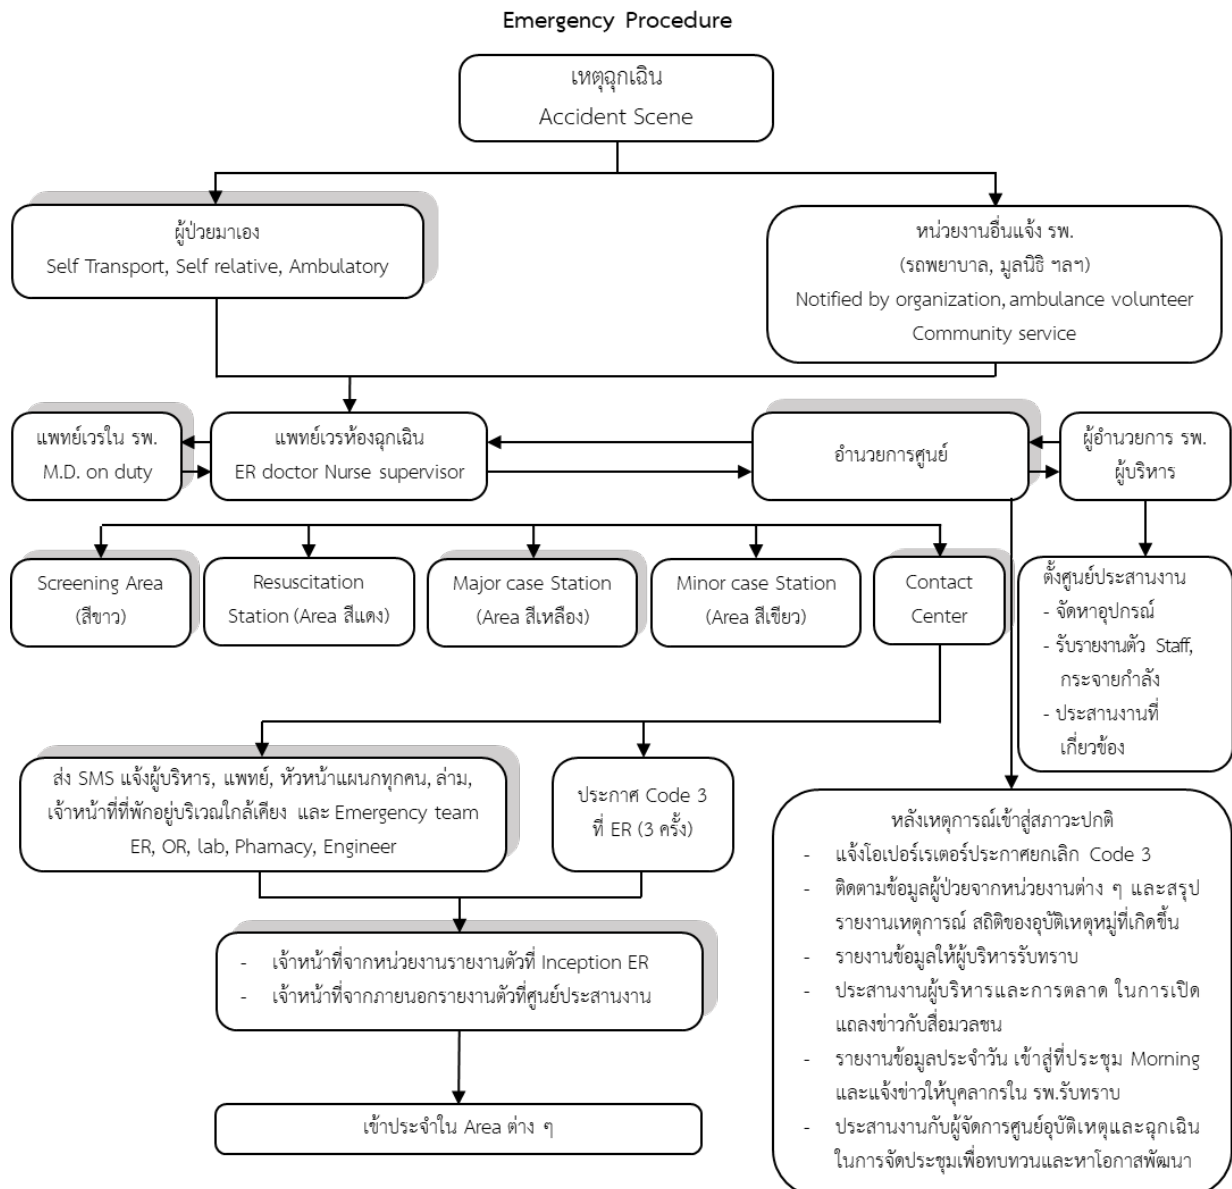 Emergency Procedure
เหตุฉุกเฉิน
Accident Scene
ผู้ป่วยมาเอง
Self Transport, Self relative, Ambulatory
หน่วยงานอื่นแจ้ง รพ.
(รถพยาบาล, มูลนิธิ ฯลฯ)
Notified by organization, ambulance volunteer
Community service
แพทย์เวรใน รพ.
M.D. on duty
แพทย์เวรห้องฉุกเฉิน
ER doctor Nurse supervisor
อำนวยการศูนย์
ผู้อำนวยการ รพ.
ผู้บริหาร
Screening Area
(สีขาว)
Resuscitation
Station (Area สีแดง)
Major case Station
(Area สีเหลือง)
Minor case Station
(Area สีเขียว)
Contact
Center
ตั้งศูนย์ประสานงาน
- จัดหาอุปกรณ์
- รับรายงานตัว Staff,
กระจายกำลัง
- ประสานงานที่
เกี่ยวข้อง
ส่ง SMS แจ้งผู้บริหาร, แพทย์, หัวหน้าแผนกทุกคน, ล่าม,
เจ้าหน้าที่ที่พักอยู่บริเวณใกล้เคียง และ Emergency team
ER, OR, lab, Phamacy, Engineer
ประกาศ Code 3
ที่ ER (3 ครั้ง)
- เจ้าหน้าที่จากหน่วยงานรายงานตัวที่ Inception ER
- เจ้าหน้าที่จากภายนอกรายงานตัวที่ศูนย์ประสานงาน
เข้าประจำใน Area ต่าง ๆ
หลังเหตุการณ์เข้าสู่สภาวะปกติ
- แจ้งโอเปอร์เรเตอร์ประกาศยกเลิก Code 3
- ติดตามข้อมูลผู้ป่วยจากหน่วยงานต่าง ๆ และสรุป
รายงานเหตุการณ์ สถิติของอุบัติเหตุหมู่ที่เกิดขึ้น
- รายงานข้อมูลให้ผู้บริหารรับทราบ
- ประสานงานผู้บริหารและการตลาด ในการเปิด
แถลงข่าวกับสื่อมวลชน
- รายงานข้อมูลประจำวัน เข้าสู่ที่ประชุม Morning
และแจ้งข่าวให้บุคลากรใน รพ.รับทราบ
- ประสานงานกับผู้จัดการศูนย์อุบัติเหตุและฉุกเฉิน
ในการจัดประชุมเพื่อทบทวนและหาโอกาสพัฒนา